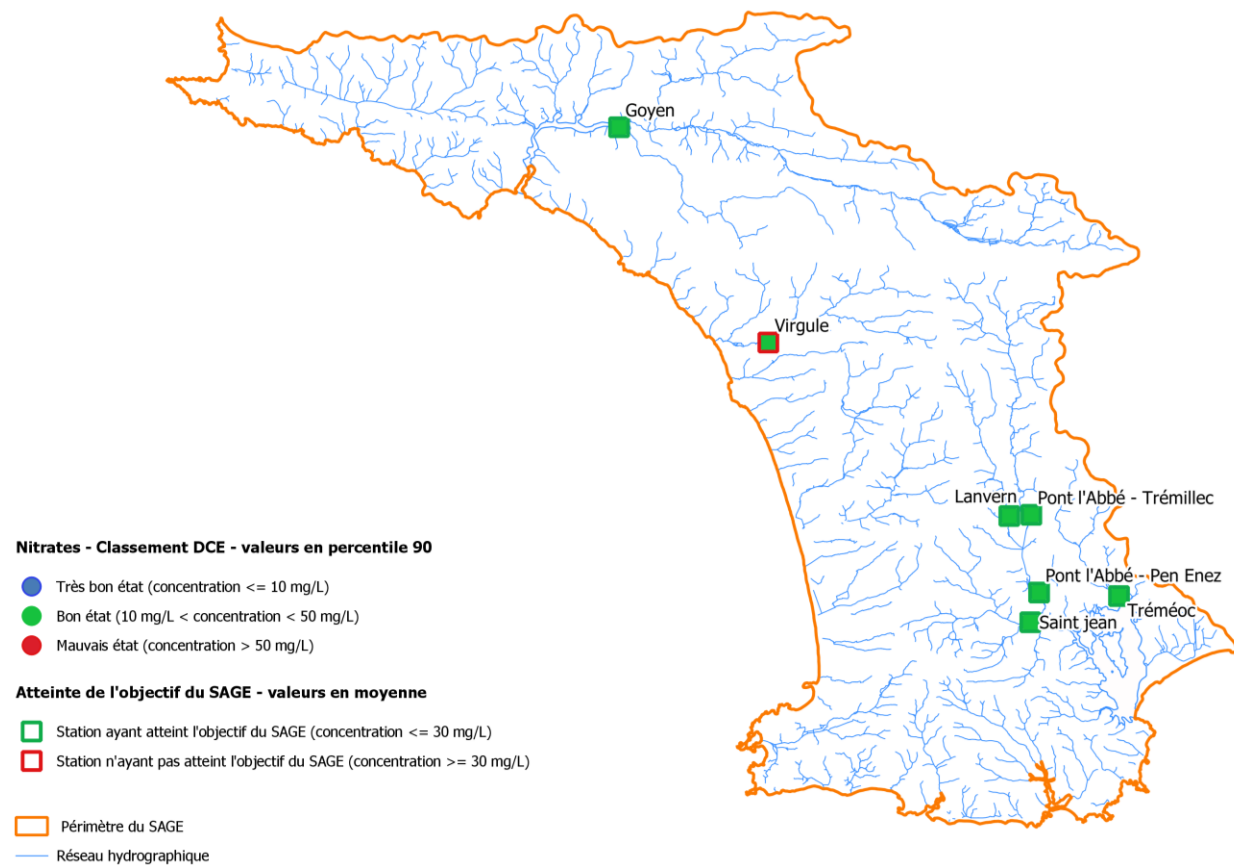 Goyen
Virgule
Lanvern
Pont l'Abbé - Trémillec
Pont l'Abbé - Pen Enez
Tréméoc
Saint jean
Nitrates - Classement DCE - valeurs en percentile 90
Très bon état (concentration <= 10 mg/L)
Bon état (10 mg/L < concentration < 50 mg/L)
Mauvais état (concentration > 50 mg/L)
Atteinte de l'objectif du SAGE - valeurs en moyenne
Station ayant atteint l'objectif du SAGE (concentration <= 30 mg/L)
Station n'ayant pas atteint l'objectif du SAGE (concentration >= 30 mg/L)
Périmètre du SAGE
Réseau hydrographique